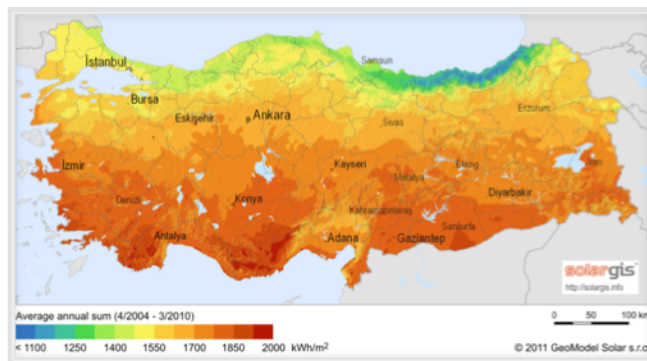 Samsun
İstanbul
Bursa
Eskişehir
Ankara
Sivas
Erzurum
İzmir
Kayseri
Elazığ
Van
Malatya
Denizli
Konya
Diyarbakır
Kahramanmaraş
Antalya
Adana
Gaziantep
Şanlıurfa
solargis
http://solargis.info
Average annual sum (4/2004 - 3/2010)
0 50 100 km
< 1100 1250 1400 1550 1700 1850 2000 kWh/m²
© 2011 GeoModel Solar s.r.o